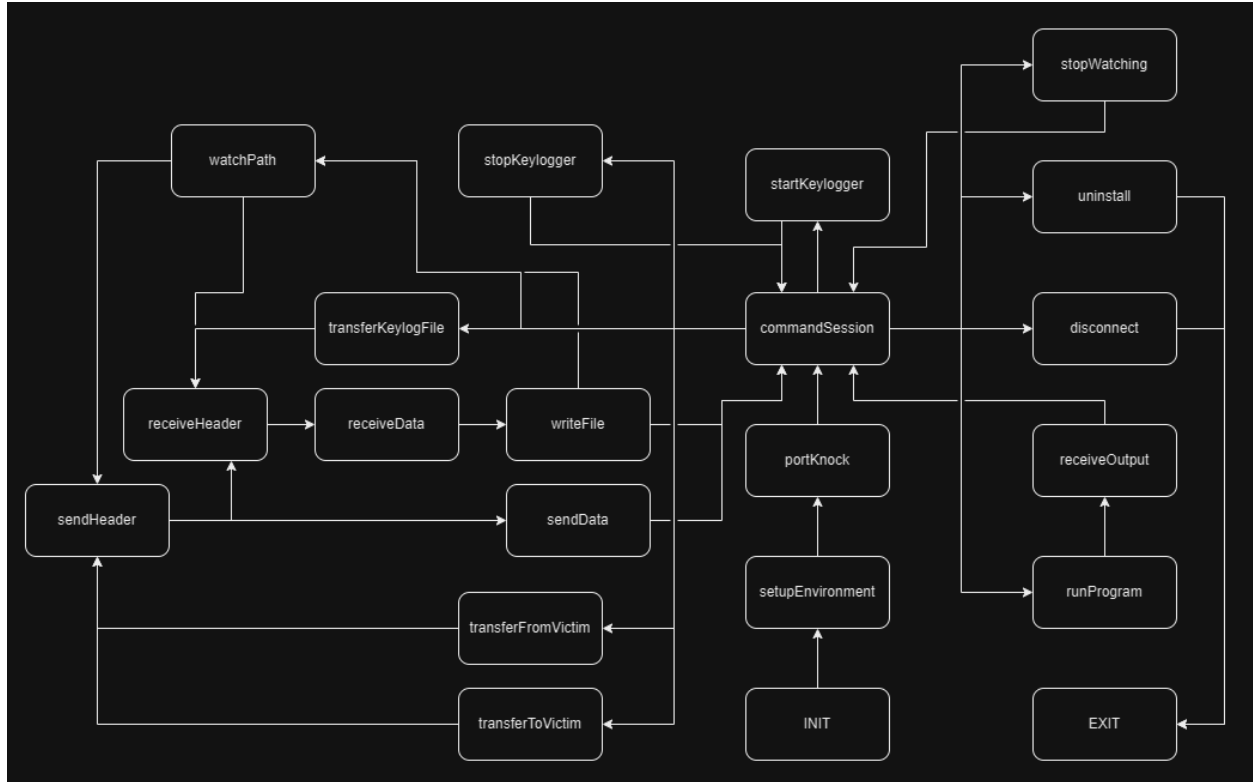 stopWatching
watchPath
stopKeylogger
startKeylogger
uninstall
transferKeylogFile
commandSession
disconnect
receiveHeader
receiveData
writeFile
portKnock
receiveOutput
sendHeader
sendData
setupEnvironment
runProgram
transferFromVictim
transferToVictim
INIT
EXIT